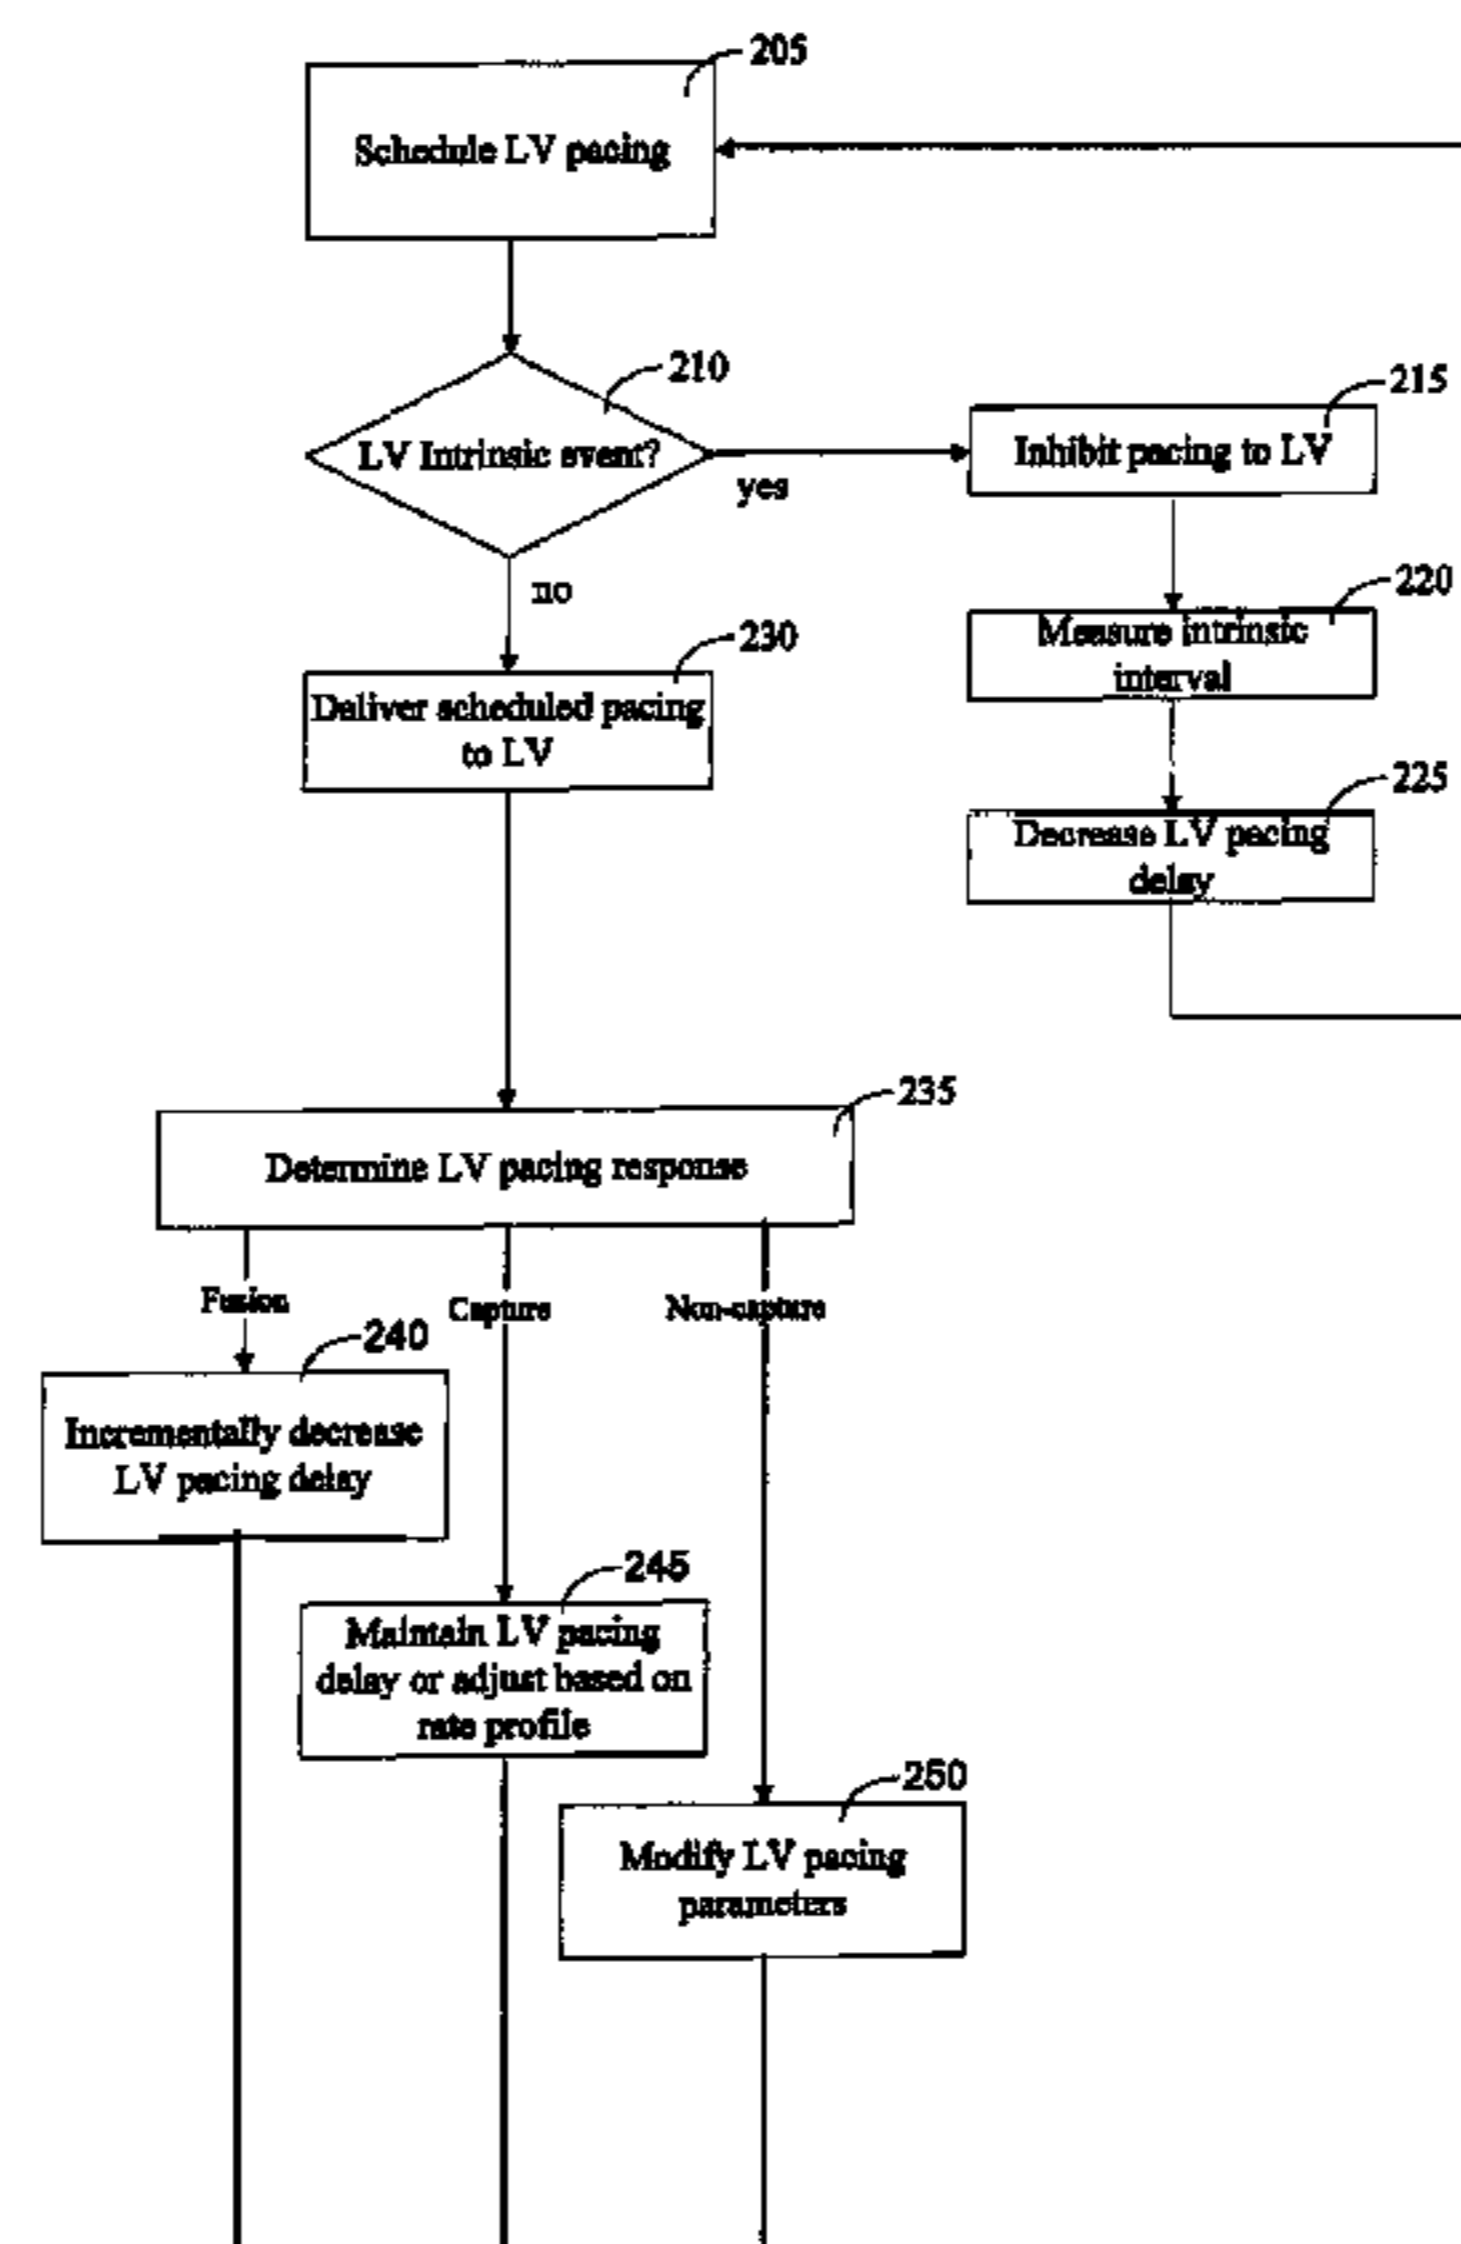 205
Schedule LV pacing
210
LV Intrinsic event?
yes
215
Inhibit pacing to LV
no
220
Measure intrinsic
interval
230
Deliver scheduled pacing
to LV
225
Decrease LV pacing
delay
235
Determine LV pacing response
Fusion
Capture
Non-capture
240
Incrementally decrease
LV pacing delay
245
Maintain LV pacing
delay or adjust based on
rate profile
250
Modify LV pacing
parameters